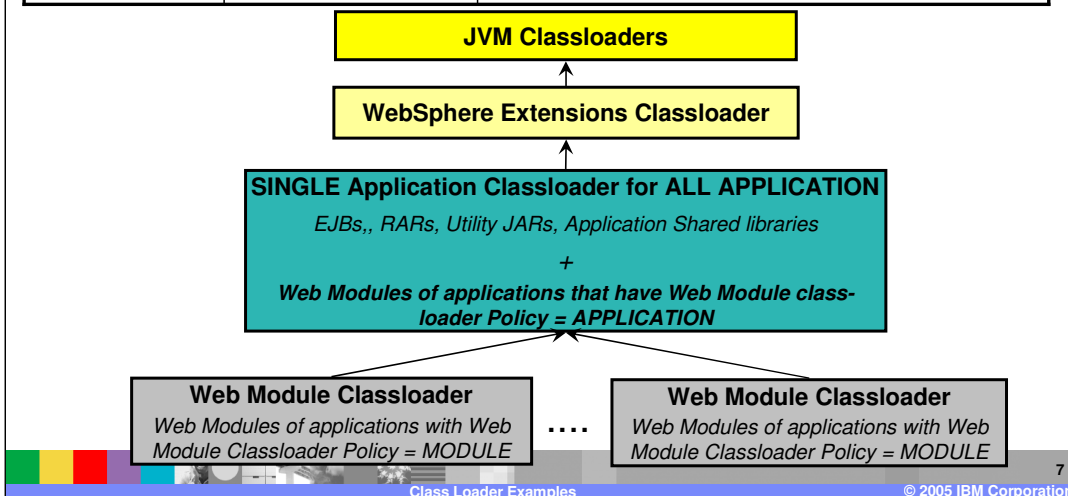 JVM Classloaders
WebSphere Extensions Classloader
SINGLE Application Classloader for ALL APPLICATION
EJBs,, RARs, Utility JARs, Application Shared libraries
+
Web Modules of applications that have Web Module class-
loader Policy = APPLICATION
Web Module Classloader
Web Modules of applications with Web
Module Classloader Policy = MODULE
....
Web Module Classloader
Web Modules of applications with Web
Module Classloader Policy = MODULE
7
Class Loader Examples
© 2005 IBM Corporation